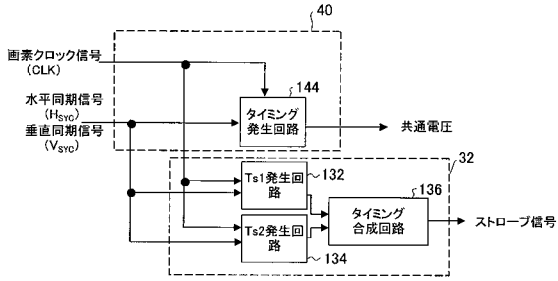 40
画素クロック信号
(CLK)
144
水平同期信号
(HSYC)
垂直同期信号
(VSYC)
タイミング
発生回路
共通電圧
32
Ts1発生回
路
132
136
タイミング
合成回路
ストローブ信号
Ts2発生回
路
134